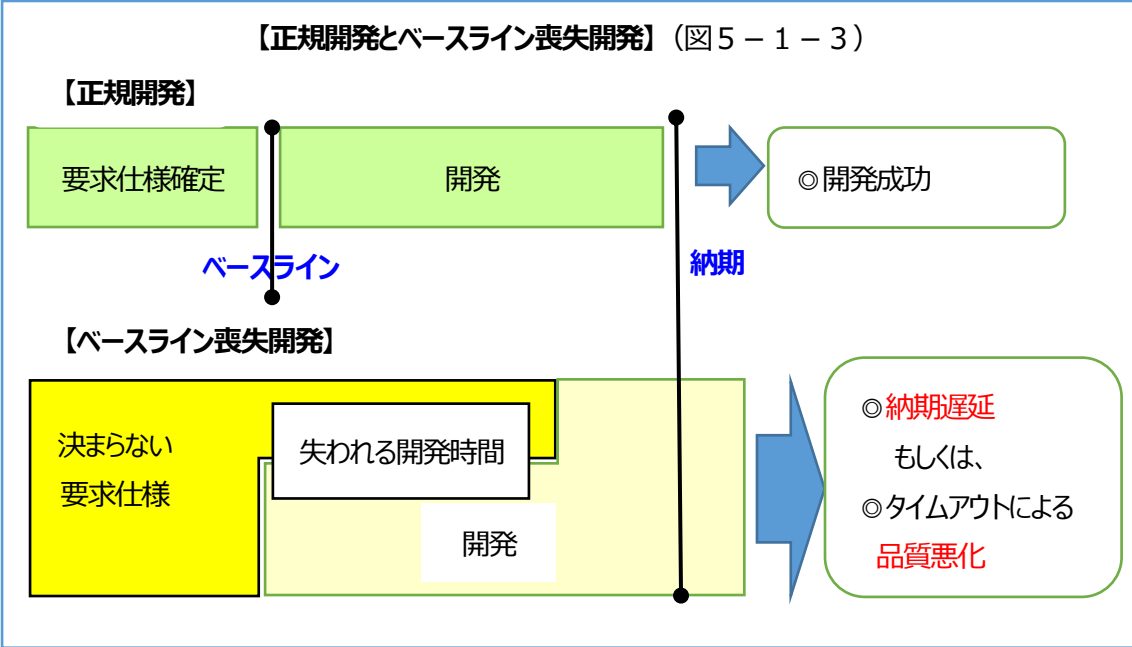 【正規開発とベースライン喪失開発】（図５－１－３）
【正規開発】
要求仕様確定
開発
◎開発成功
ベースライン
納期
【ベースライン喪失開発】
決まらない
要求仕様
失われる開発時間
開発
◎納期遅延
もしくは、
◎タイムアウトによる
品質悪化